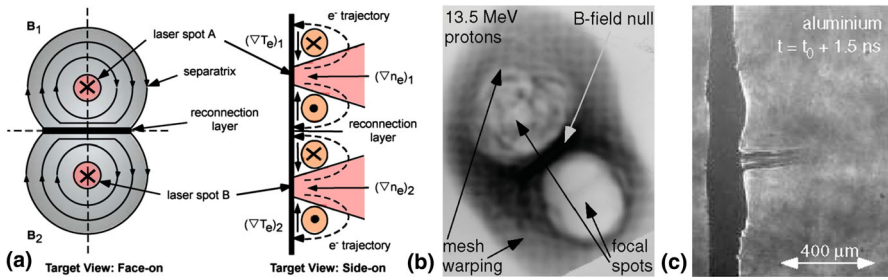 B1
laser spot A
separatrix
reconnection
layer
laser spot B
B2
(a)
Target View: Face-on
e- trajectory
(∇Te)1
(∇ne)1
reconnection
layer
(∇ne)2
(∇Te)2
e- trajectory
Target View: Side-on
13.5 MeV
protons
B-field null
mesh
warping
focal
spots
(b)
aluminium
t = t0 + 1.5 ns
400 μm
(c)